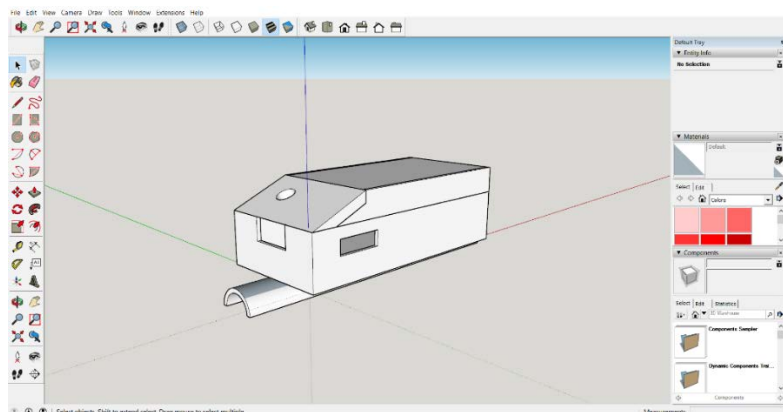 File Edit View Camera Draw Tools Window Extensions Help
Default Tray
Entity Info
No Selection
Materials
Default
Select Edit
Colors
Components
Select Edit Statistics
Components Sampler
Dynamic Components
Components
Select objects. Shift to extend select. Drag mouse to select multiple.
Measurements